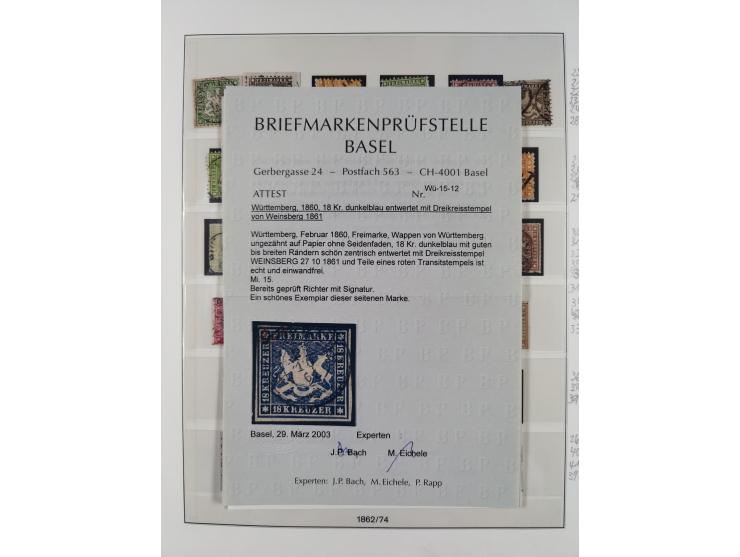 BRIEFMARKENPRÜFSTELLE
BASEL
Gerbergasse 24 – Postfach 563 – CH-4001 Basel
ATTEST Nr. Wü-15-12
Württemberg, 1860, 18 Kr. dunkelblau entwertet mit Dreikreisstempel
von Weinsberg 1861
Württemberg, Februar 1860, Freimarke, Wappen von Württemberg
ungezähnt auf Papier ohne Seidenfaden, 18 Kr. dunkelblau mit guten
bis breiten Rändern schön zentrisch entwertet mit Dreikreisstempel
WEINSBERG 27 10 1861 und Teile eines roten Transitstempels ist
echt und einwandfrei.
Mi. 15.
Bereits geprüft Richter mit Signatur.
Ein schönes Exemplar dieser seltenen Marke.
FREIMARKE
18 KREUZER
18 KREUZER
18 KREUZER
Basel, 29. März 2003 Experten :
J.P. Bach M. Eichele
Experten: J.P. Bach, M. Eichele, P. Rapp
1862/74